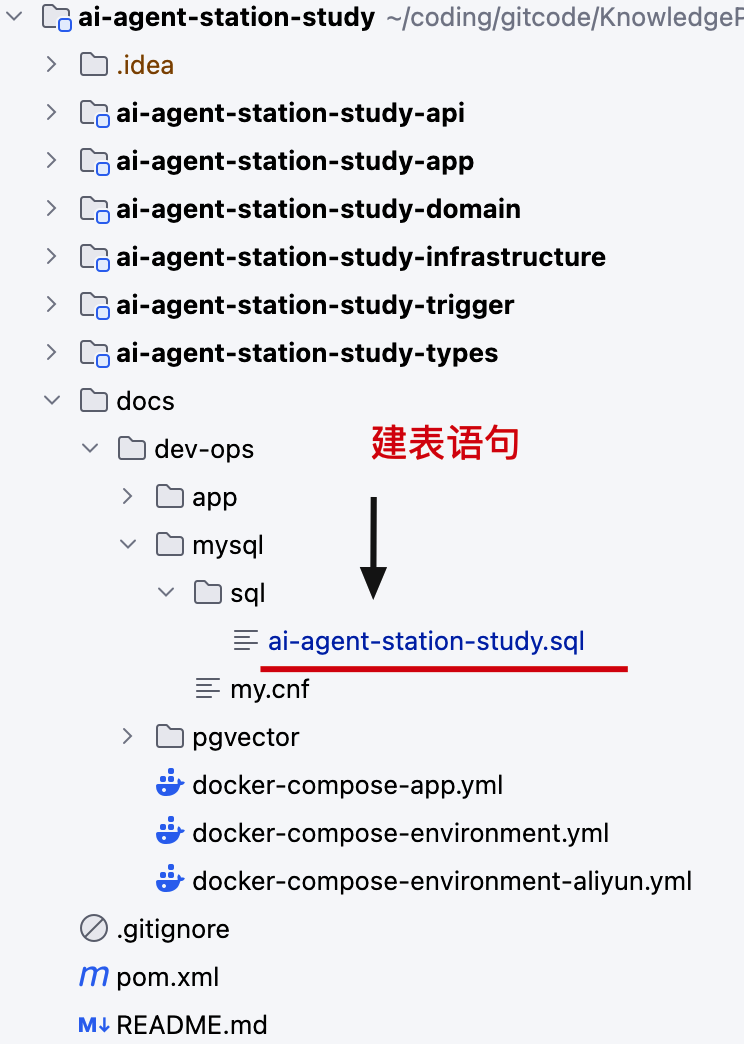 ai-agent-station-study ~/coding/gitcode/KnowledgeP
.idea
ai-agent-station-study-api
ai-agent-station-study-app
ai-agent-station-study-domain
ai-agent-station-study-infrastructure
ai-agent-station-study-trigger
ai-agent-station-study-types
docs
dev-ops
建表语句
app
mysql
sql
ai-agent-station-study.sql
my.cnf
pgvector
docker-compose-app.yml
docker-compose-environment.yml
docker-compose-environment-aliyun.yml
.gitignore
m pom.xml
M↓ README.md